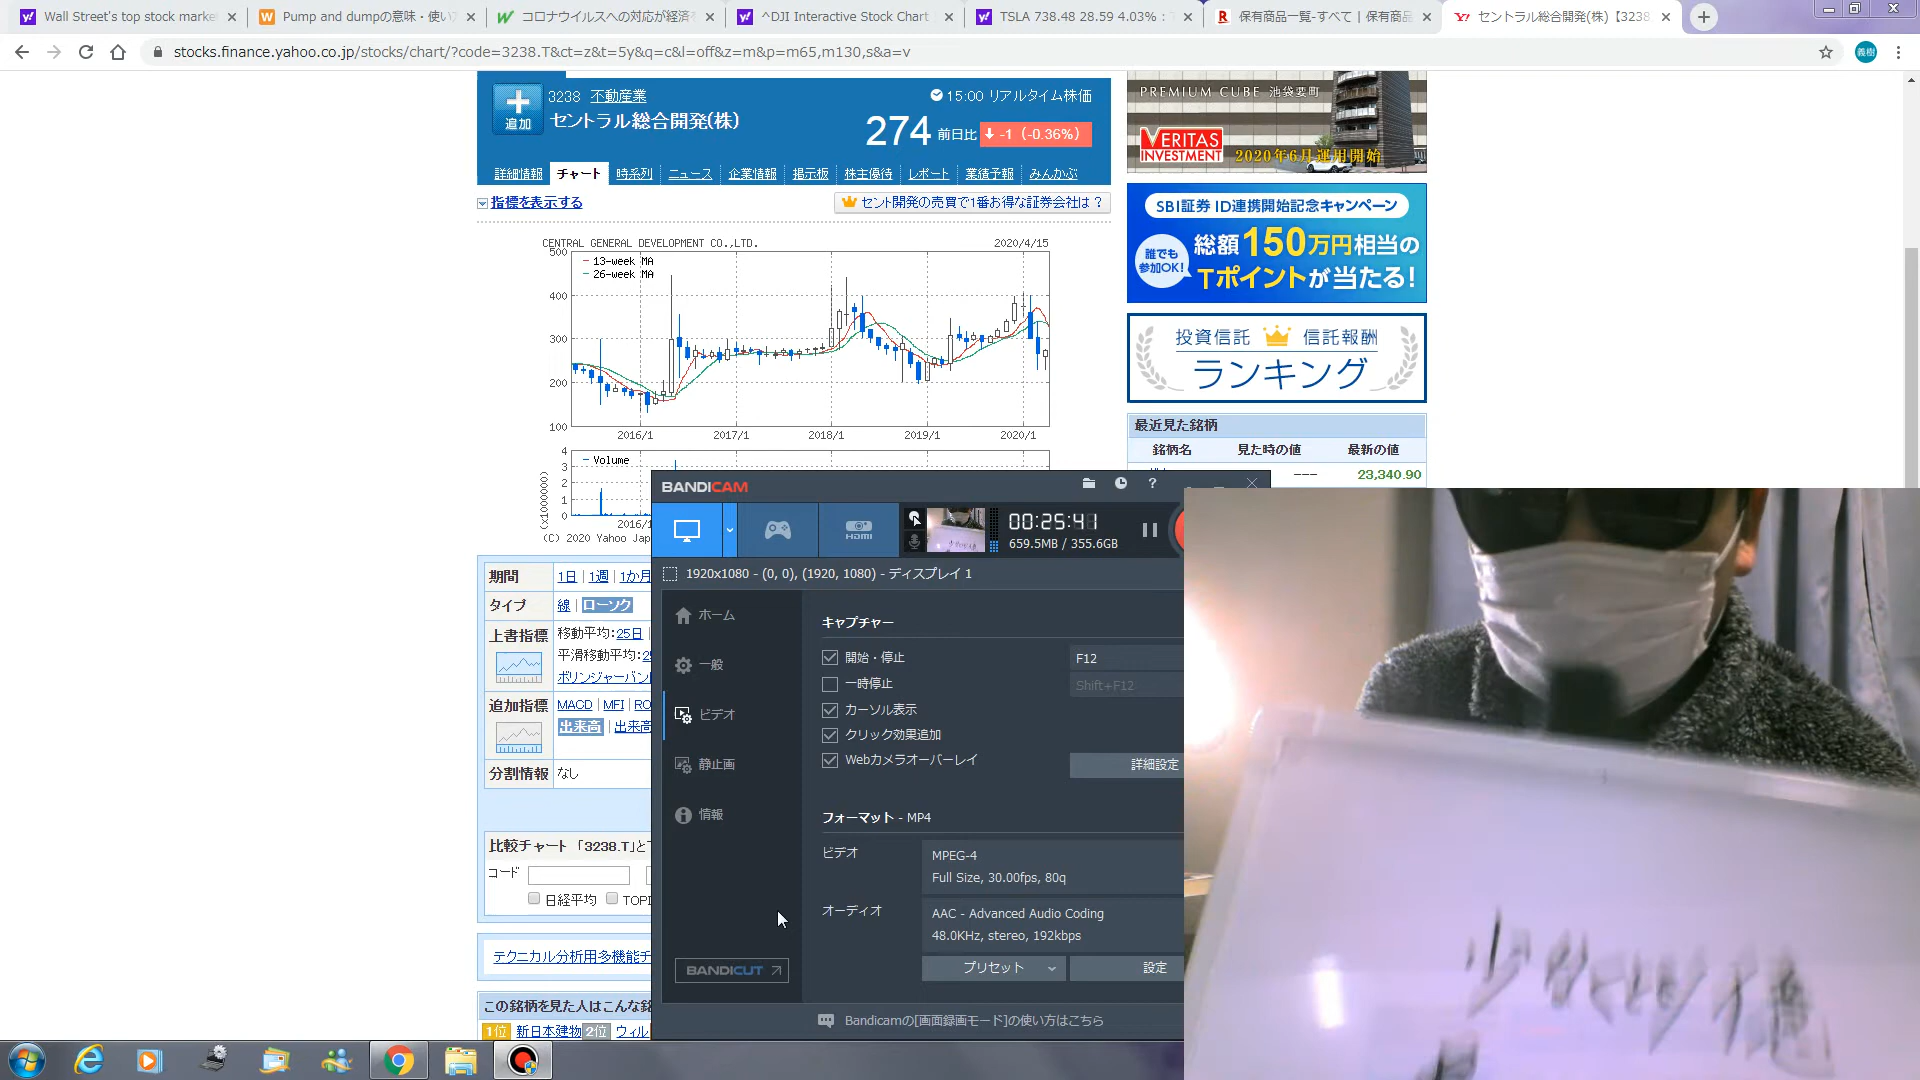 Wall Street's top stock marke
Pump and dumpの意味・使い方
コロナウイルスへの対応が経済
^DJI Interactive Stock Chart
TSLA 738.48 28.59 4.03% :
保有商品一覧-すべて | 保有商品
セントラル総合開発(株)【3238
stocks.finance.yahoo.co.jp/stocks/chart/?code=3238.T&ct=z&t=5y&q=c&l=off&z=m&p=m65,m130,s&a=v
義樹
追加
3238 不動産業
15:00 リアルタイム株価
セントラル総合開発(株)
274 前日比 -1 (-0.36%)
詳細情報 チャート 時系列 ニュース 企業情報 掲示板 株主優待 レポート 業績予報 みんかぶ
指標を表示する
セント開発の売買で1番お得な証券会社は?
CENTRAL GENERAL DEVELOPMENT CO.,LTD. 2020/4/15
500
13-week MA
26-week MA
400
300
200
100
2016/1 2017/1 2018/1 2019/1 2020/1
4
Volume
3
2
1
0
(x1000000)
2016/1
(C) 2020 Yahoo Jap
期間 1日 | 1週 | 1か月
タイプ 線 | ローソク
上書指標 移動平均:25日
平滑移動平均:
ボリンジャーバン
追加指標 MACD | MFI | RO
出来高 | 出来高
分割情報 なし
比較チャート 「3238.T」と
コード
日経平均 TOPI
テクニカル分析用多機能チ
この銘柄を見た人はこんな銘
1位 新日本建物 2位 ウィル
PREMIUM CUBE 池袋要町
VERITAS INVESTMENT
2020年6月運用開始
SBI証券 ID連携開始記念キャンペーン
誰でも参加OK!
総額150万円相当の
Tポイントが当たる!
投資信託 信託報酬
ランキング
最近見た銘柄
銘柄名 見た時の値 最新の値
--- 23,340.90
BANDICAM
HDMI
00:25:41
659.5MB / 355.6GB
1920x1080 - (0, 0), (1920, 1080) - ディスプレイ 1
ホーム
一般
ビデオ
静止画
情報
BANDICUT
キャプチャー
開始・停止 F12
一時停止 Shift+F12
カーソル表示
クリック効果追加
Webカメラオーバーレイ 詳細設定
フォーマット - MP4
ビデオ
MPEG-4
Full Size, 30.00fps, 80q
オーディオ
AAC - Advanced Audio Coding
48.0KHz, stereo, 192kbps
プリセット 設定
Bandicamの[画面録画モード]の使い方はこちら